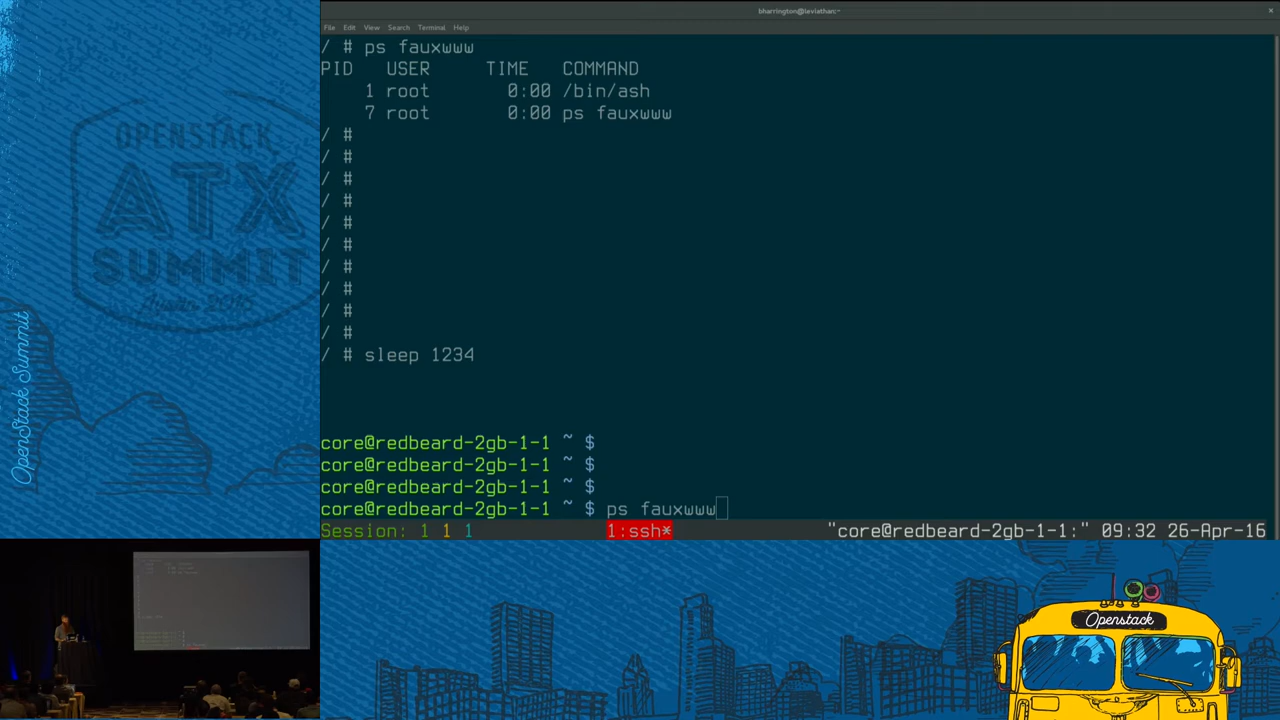 bharrington@leviathan:~
×
File Edit View Search Terminal Help
/ # ps fauxwww
PID USER TIME COMMAND
1 root 0:00 /bin/ash
7 root 0:00 ps fauxwww
/ #
/ #
/ #
/ #
/ #
/ #
/ #
/ #
/ #
/ #
/ # sleep 1234
core@redbeard-2gb-1-1 ~ $
core@redbeard-2gb-1-1 ~ $
core@redbeard-2gb-1-1 ~ $
core@redbeard-2gb-1-1 ~ $ ps fauxwww
Session: 1 1 1 1:ssh* "core@redbeard-2gb-1-1:" 09:32 26-Apr-16
OPENSTACK
ATX
SUMMIT
Austin 2016
OpenStack Summit
Openstack